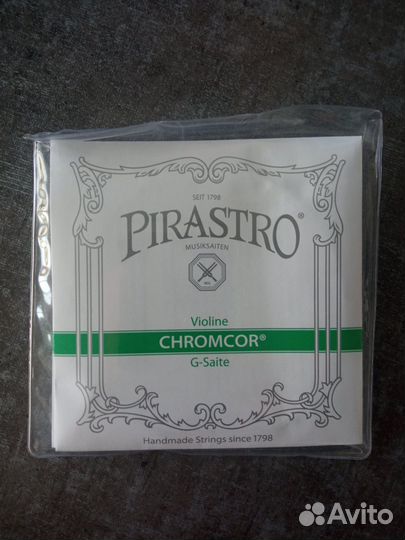 SEIT 1798
PIRASTRO®
MUSIKSAITEN
Violine
CHROMCOR®
G-Saite
Handmade Strings since 1798
Avito